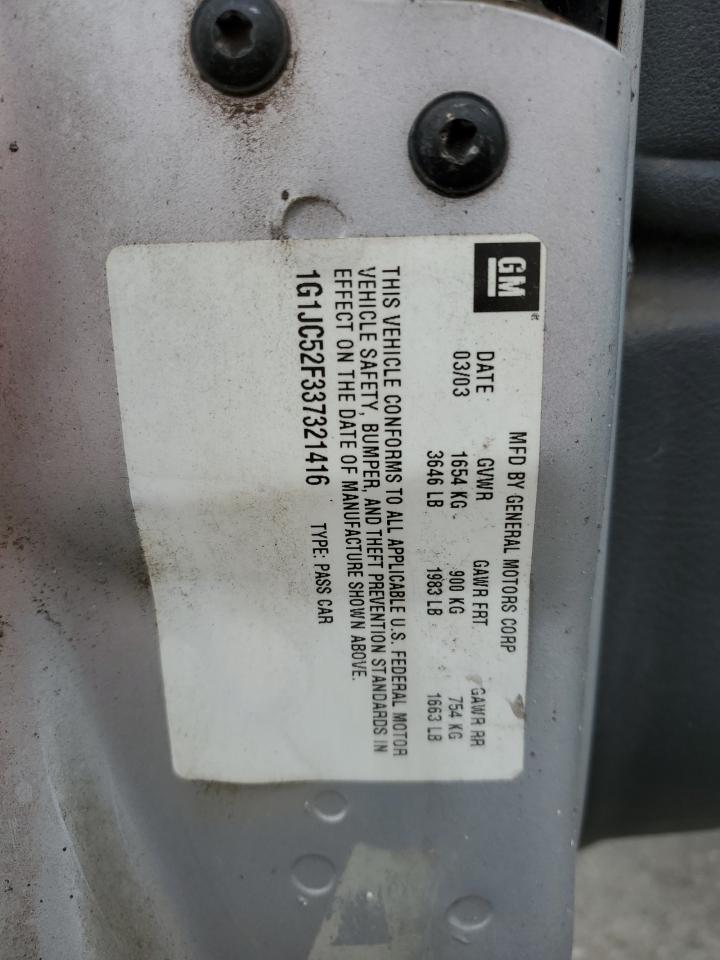 GM
MFD BY GENERAL MOTORS CORP
DATE GVWR GAWR FRT. GAWR RR
03/03 1654 KG 900 KG 754 KG
3646 LB 1983 LB 1663 LB
THIS VEHICLE CONFORMS TO ALL APPLICABLE U.S. FEDERAL MOTOR
VEHICLE SAFETY, BUMPER, AND THEFT PREVENTION STANDARDS IN
EFFECT ON THE DATE OF MANUFACTURE SHOWN ABOVE.
1G1JC52F337321416 TYPE: PASS CAR